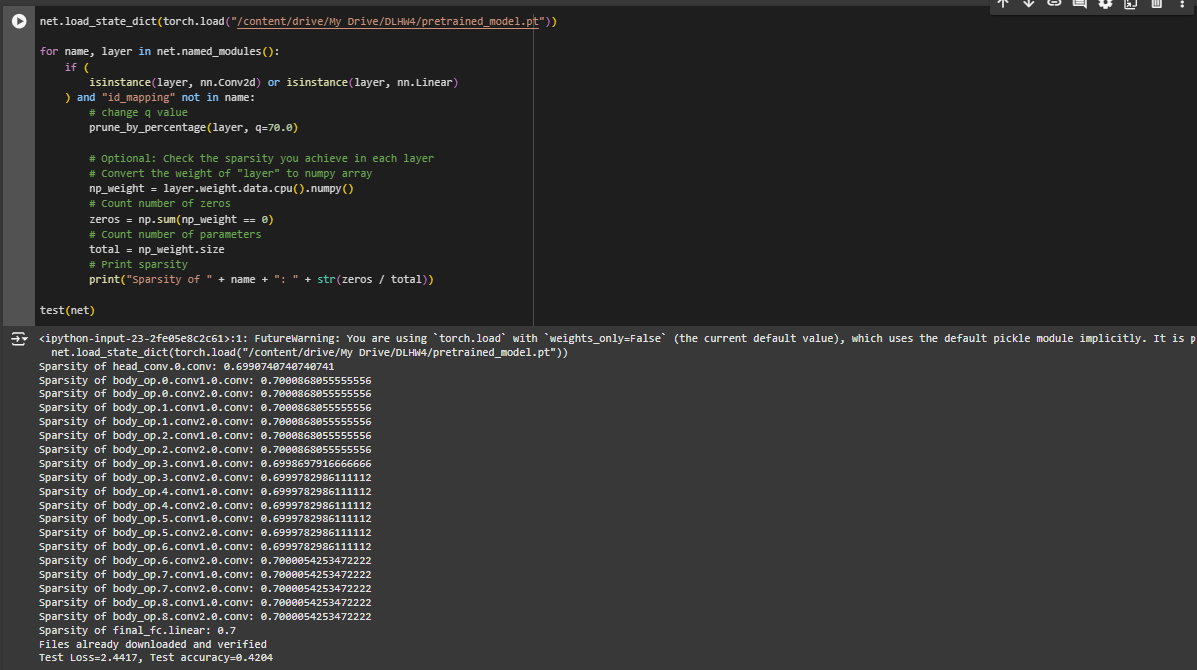 net.load_state_dict(torch.load("/content/drive/My Drive/DLHW4/pretrained_model.pt"))
for name, layer in net.named_modules():
    if (
        isinstance(layer, nn.Conv2d) or isinstance(layer, nn.Linear)
    ) and "id_mapping" not in name:
        # change q value
        prune_by_percentage(layer, q=70.0)
        # Optional: Check the sparsity you achieve in each layer
        # Convert the weight of "layer" to numpy array
        np_weight = layer.weight.data.cpu().numpy()
        # Count number of zeros
        zeros = np.sum(np_weight == 0)
        # Count number of parameters
        total = np_weight.size
        # Print sparsity
        print("Sparsity of " + name + ": " + str(zeros / total))
test(net)
<ipython-input-23-2fe05e8c2c61>:1: FutureWarning: You are using `torch.load` with `weights_only=False` (the current default value), which uses the default pickle module implicitly. It is p
  net.load_state_dict(torch.load("/content/drive/My Drive/DLHW4/pretrained_model.pt"))
Sparsity of head_conv.0.conv: 0.6990740740740741
Sparsity of body_op.0.conv1.0.conv: 0.7000868055555556
Sparsity of body_op.0.conv2.0.conv: 0.7000868055555556
Sparsity of body_op.1.conv1.0.conv: 0.7000868055555556
Sparsity of body_op.1.conv2.0.conv: 0.7000868055555556
Sparsity of body_op.2.conv1.0.conv: 0.7000868055555556
Sparsity of body_op.2.conv2.0.conv: 0.7000868055555556
Sparsity of body_op.3.conv1.0.conv: 0.6998697916666666
Sparsity of body_op.3.conv2.0.conv: 0.6999782986111112
Sparsity of body_op.4.conv1.0.conv: 0.6999782986111112
Sparsity of body_op.4.conv2.0.conv: 0.6999782986111112
Sparsity of body_op.5.conv1.0.conv: 0.6999782986111112
Sparsity of body_op.5.conv2.0.conv: 0.6999782986111112
Sparsity of body_op.6.conv1.0.conv: 0.6999782986111112
Sparsity of body_op.6.conv2.0.conv: 0.7000054253472222
Sparsity of body_op.7.conv1.0.conv: 0.7000054253472222
Sparsity of body_op.7.conv2.0.conv: 0.7000054253472222
Sparsity of body_op.8.conv1.0.conv: 0.7000054253472222
Sparsity of body_op.8.conv2.0.conv: 0.7000054253472222
Sparsity of final_fc.linear: 0.7
Files already downloaded and verified
Test Loss=2.4417, Test accuracy=0.4204